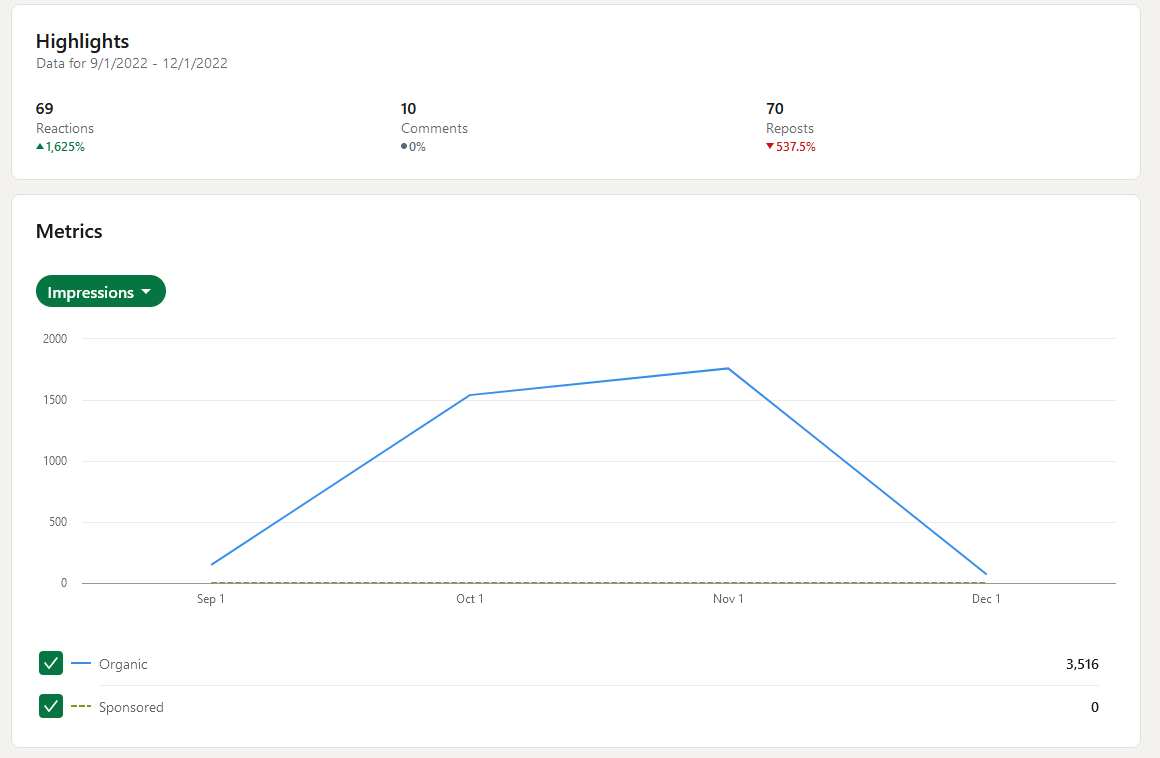 Highlights
Data for 9/1/2022 - 12/1/2022
69
Reactions
1,625%
10
Comments
0%
70
Reposts
537.5%
Metrics
Impressions
2000
1500
1000
500
0
Sep 1 Oct 1 Nov 1 Dec 1
Organic 3,516
Sponsored 0